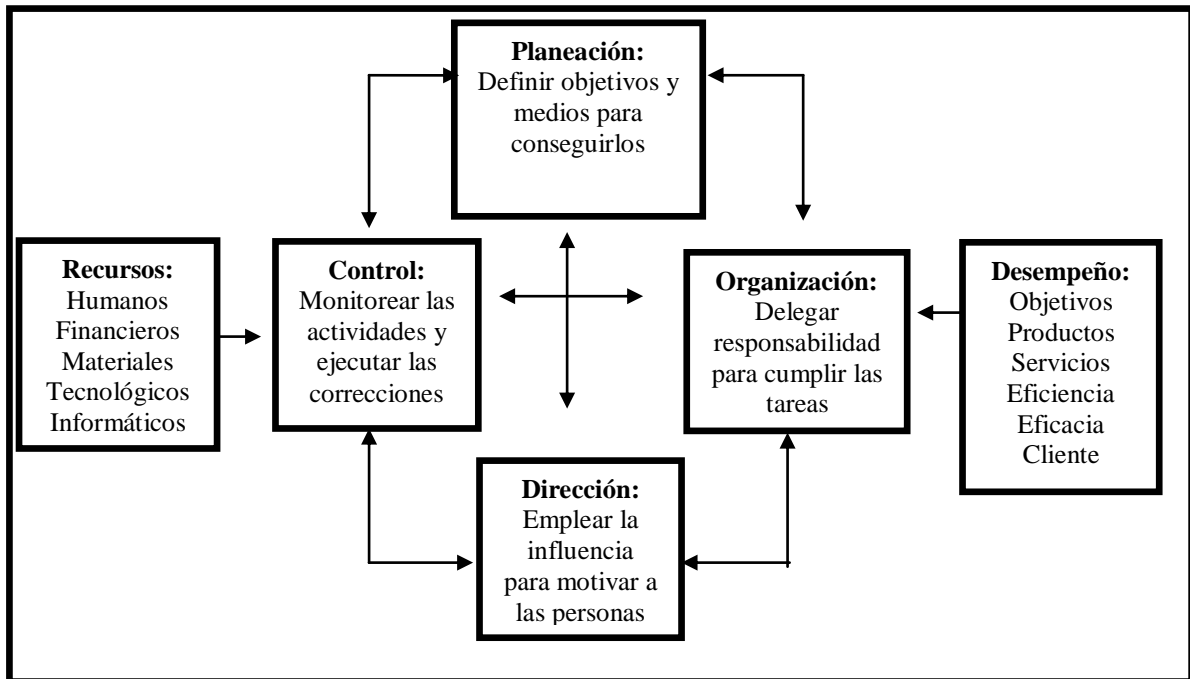 Planeación:
Definir objetivos y
medios para
conseguirlos
Recursos:
Humanos
Financieros
Materiales
Tecnológicos
Informáticos
Control:
Monitorear las
actividades y
ejecutar las
correcciones
Organización:
Delegar
responsabilidad
para cumplir las
tareas
Desempeño:
Objetivos
Productos
Servicios
Eficiencia
Eficacia
Cliente
Dirección:
Emplear la
influencia
para motivar a
las personas